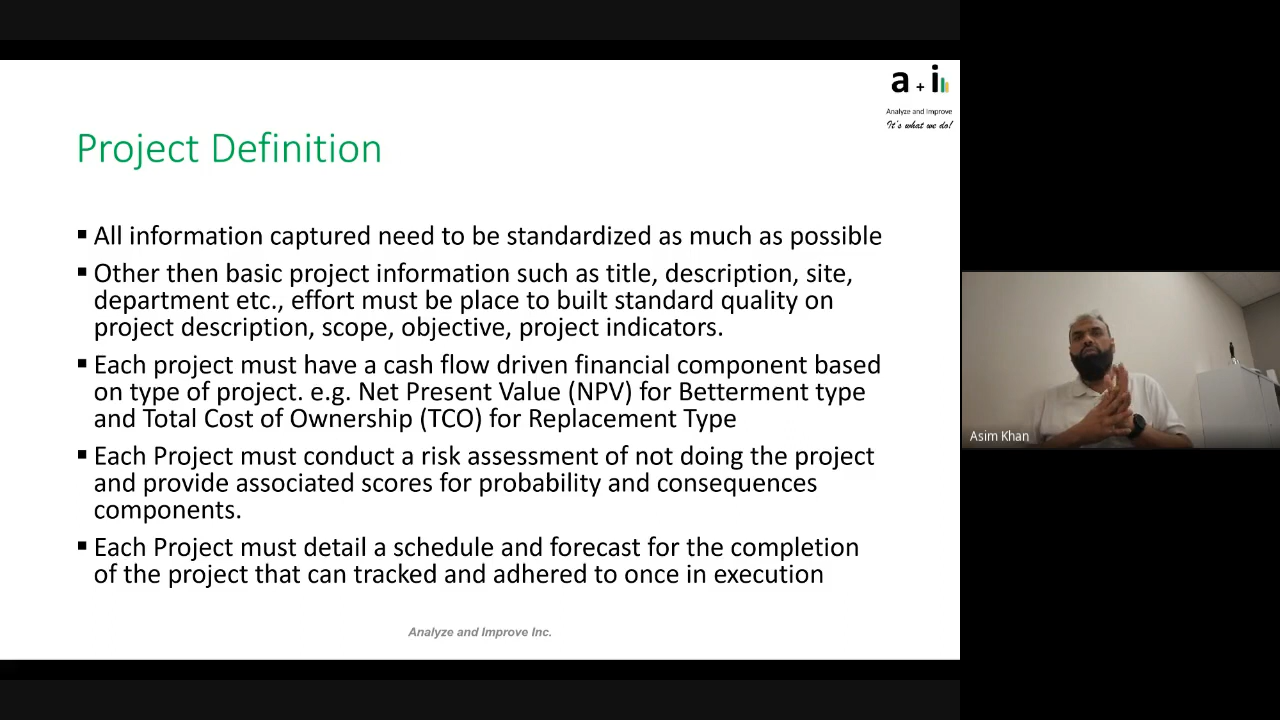 a + i
Analyze and Improve
It's what we do!
Project Definition
▪ All information captured need to be standardized as much as possible
▪ Other then basic project information such as title, description, site,
department etc., effort must be place to built standard quality on
project description, scope, objective, project indicators.
▪ Each project must have a cash flow driven financial component based
on type of project. e.g. Net Present Value (NPV) for Betterment type
and Total Cost of Ownership (TCO) for Replacement Type
▪ Each Project must conduct a risk assessment of not doing the project
and provide associated scores for probability and consequences
components.
▪ Each Project must detail a schedule and forecast for the completion
of the project that can tracked and adhered to once in execution
Analyze and Improve Inc.
Asim Khan